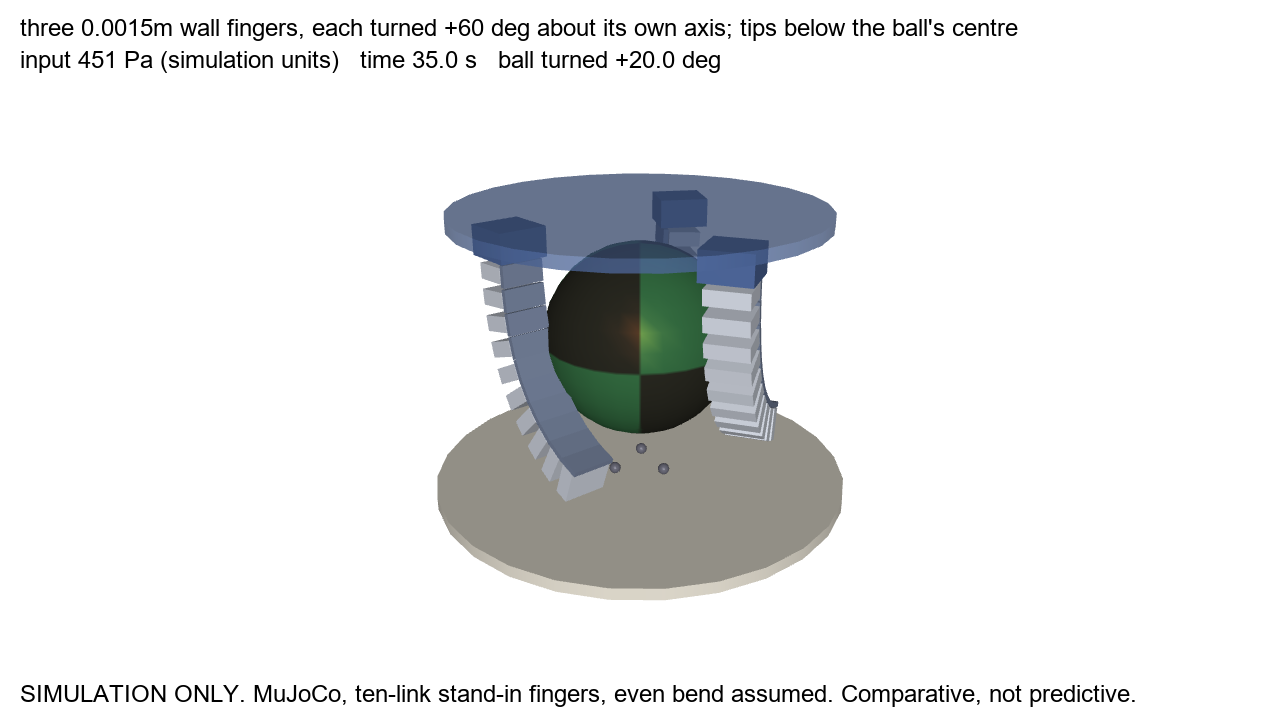 three 0.0015m wall fingers, each turned +60 deg about its own axis; tips below the ball's centre
input 451 Pa (simulation units)   time 35.0 s   ball turned +20.0 deg
SIMULATION ONLY. MuJoCo, ten-link stand-in fingers, even bend assumed. Comparative, not predictive.